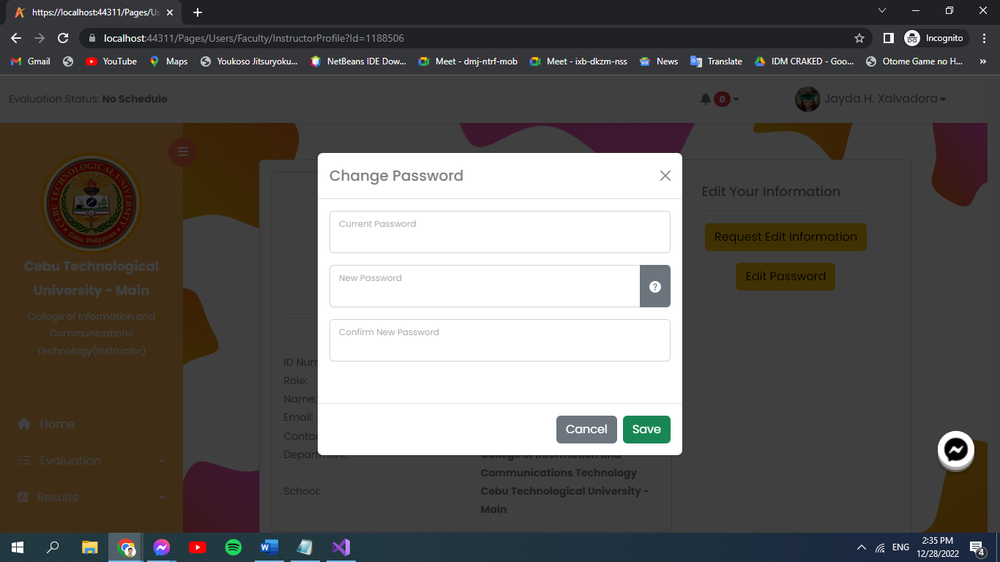 https://localhost:44311/Pages/Us
localhost:44311/Pages/Users/Faculty/InstructorProfile?Id=1188506
Incognito
Gmail
YouTube
Maps
Youkoso Jitsuryoku...
NetBeans IDE Dow...
Meet - dmj-ntrf-mob
Meet - ixb-dkzm-nss
News
Translate
IDM CRAKED - Goo...
Otome Game no H...
»
Evaluation Status: No Schedule
0
Jayda H. Xalvadora
CEBU TECHNOLOGICAL UNIVERSITY
Cebu, Philippines
Cebu Technological
University - Main
College of Information and
Communications
Technology(Instructor)
Home
Evaluation
Results
Change Password
Current Password
New Password
?
Confirm New Password
Cancel
Save
Edit Your Information
Request Edit Information
Edit Password
ID Num
Role:
Name:
Email:
Conta
Department:
College of Information and
Communications Technology
School:
Cebu Technological University -
Main
ENG
2:35 PM
12/28/2022
4